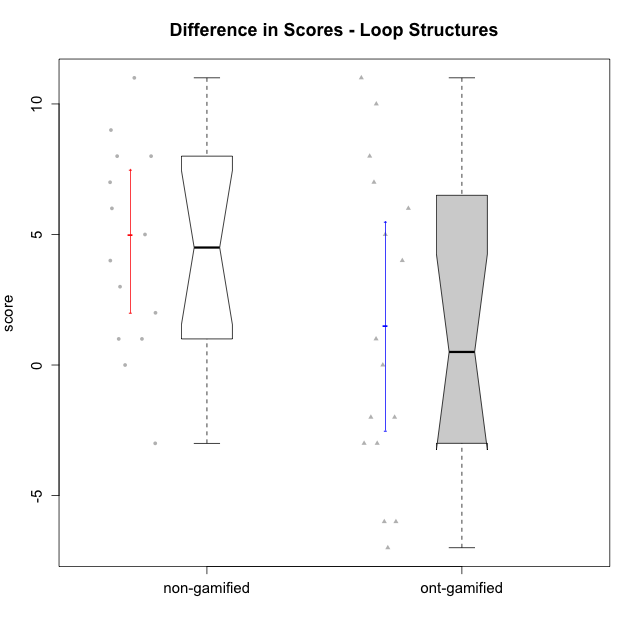 Difference in Scores - Loop Structures
10
5
0
-5
score
non-gamified
ont-gamified